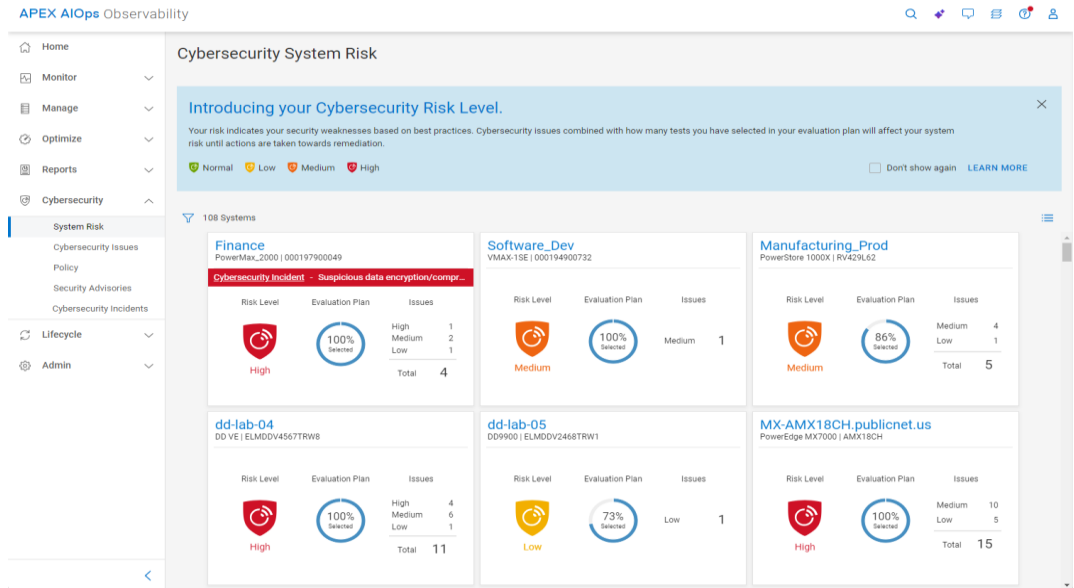 APEX AIOps Observability
Home
Monitor
Manage
Optimize
Reports
Cybersecurity
System Risk
Cybersecurity Issues
Policy
Security Advisories
Cybersecurity Incidents
Lifecycle
Admin
Cybersecurity System Risk
Introducing your Cybersecurity Risk Level.
Your risk indicates your security weaknesses based on best practices. Cybersecurity issues combined with how many tests you have selected in your evaluation plan will affect your system
risk until actions are taken towards remediation.
Normal Low Medium High
Don't show again LEARN MORE
108 Systems
Finance
PowerMax_2000 | 000197900049
Cybersecurity Incident - Suspicious data encryption/compr...
Risk Level Evaluation Plan Issues
High
100%
Selected
High 1
Medium 2
Low 1
Total 4
Software_Dev
VMAX-1SE | 000194900732
Risk Level Evaluation Plan Issues
Medium
100%
Selected
Medium 1
Manufacturing_Prod
PowerStore 1000X | RV429L62
Risk Level Evaluation Plan Issues
Medium
86%
Selected
Medium 4
Low 1
Total 5
dd-lab-04
DD VE | ELMDDV4567TRW8
Risk Level Evaluation Plan Issues
High
100%
Selected
High 4
Medium 6
Low 1
Total 11
dd-lab-05
DD9900 | ELMDDV2468TRW1
Risk Level Evaluation Plan Issues
Low
73%
Selected
Low 1
MX-AMX18CH.publicnet.us
PowerEdge MX7000 | AMX18CH
Risk Level Evaluation Plan Issues
High
100%
Selected
Medium 10
Low 5
Total 15